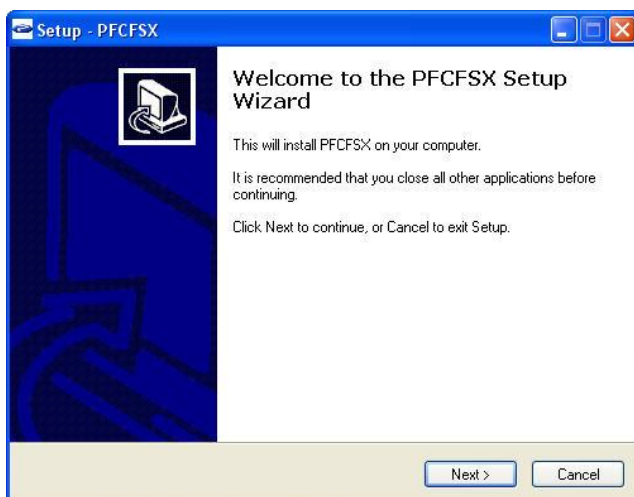 Setup - PFCFSX
Welcome to the PFCFSX Setup
Wizard
This will install PFCFSX on your computer.
It is recommended that you close all other applications before
continuing.
Click Next to continue, or Cancel to exit Setup.
Next >
Cancel